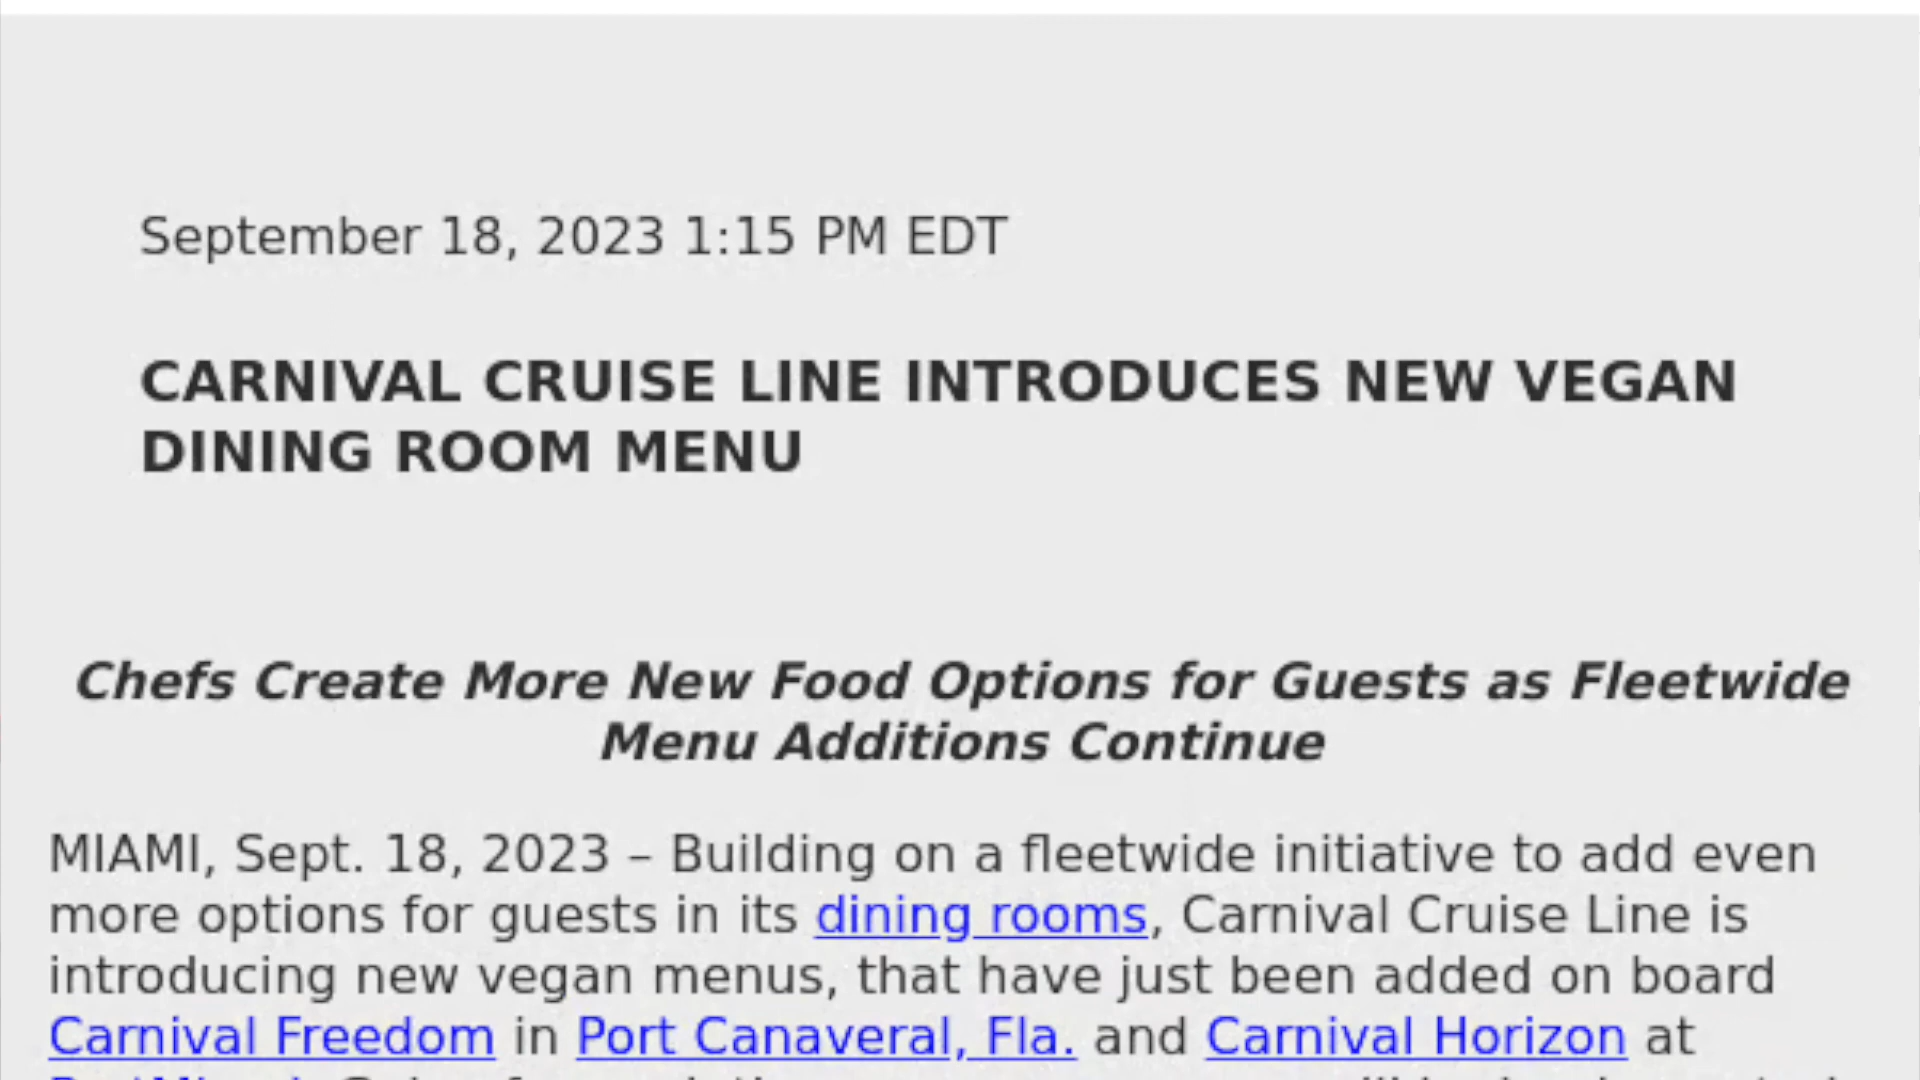 September 18, 2023 1:15 PM EDT
CARNIVAL CRUISE LINE INTRODUCES NEW VEGAN
DINING ROOM MENU
Chefs Create More New Food Options for Guests as Fleetwide
Menu Additions Continue
MIAMI, Sept. 18, 2023 – Building on a fleetwide initiative to add even
more options for guests in its dining rooms, Carnival Cruise Line is
introducing new vegan menus, that have just been added on board
Carnival Freedom in Port Canaveral, Fla. and Carnival Horizon at